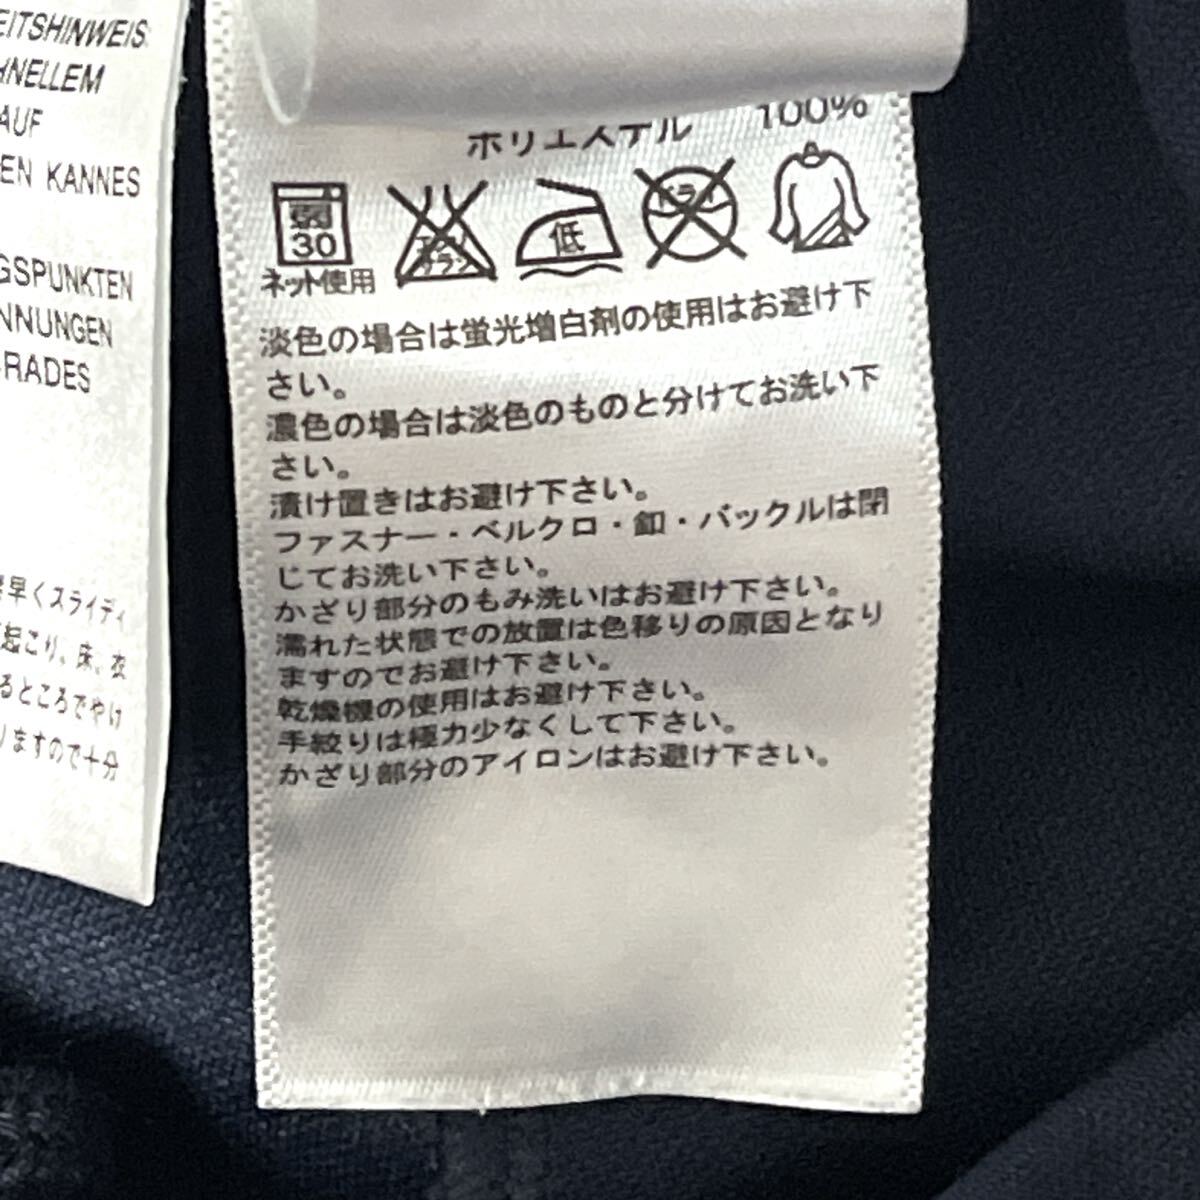 EITSHINWEIS
HNELLEM
AUF
EN KANNES
GSPUNKTEN
NNUNGEN
-RADES
早くスライディ
起こり、床、衣
るところでやけ
りますので十分
ポリエステル 100%
弱
30
ネット使用
低
ドライ
淡色の場合は蛍光増白剤の使用はお避け下
さい。
濃色の場合は淡色のものと分けてお洗い下
さい。
漬け置きはお避け下さい。
ファスナー・ベルクロ・釦・バックルは閉
じてお洗い下さい。
かざり部分のもみ洗いはお避け下さい。
濡れた状態での放置は色移りの原因となり
ますのでお避け下さい。
乾燥機の使用はお避け下さい。
手絞りは極力少なくして下さい。
かざり部分のアイロンはお避け下さい。